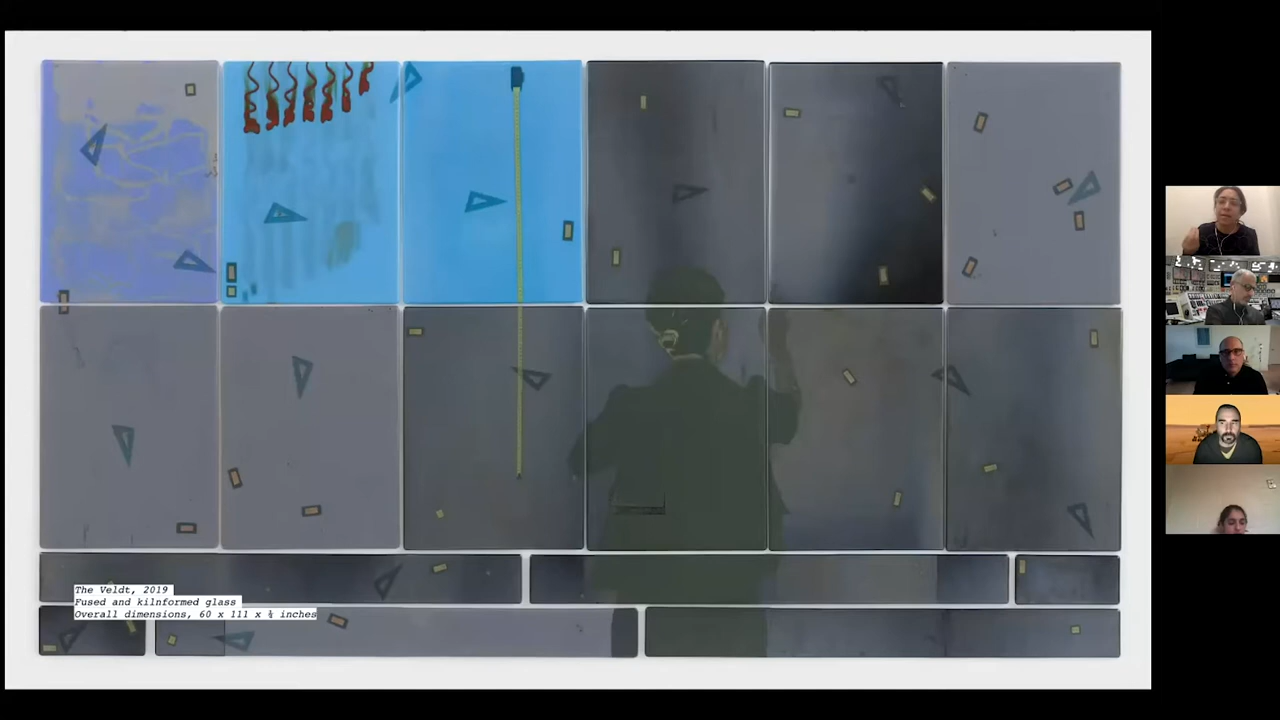 The Veldt, 2019
Fused and kilnformed glass
Overall dimensions, 60 x 111 x ¼ inches